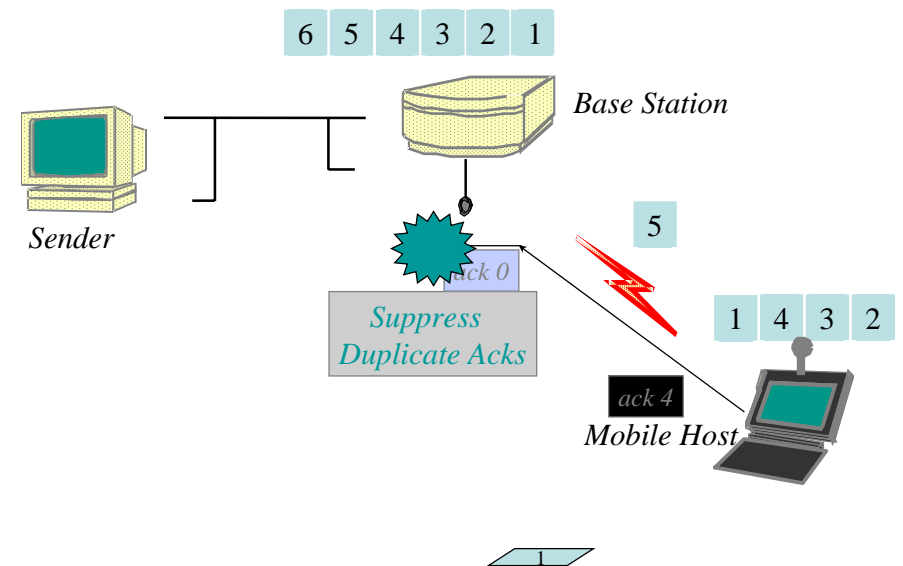 6 5 4 3 2 1
Base Station
Sender
5
ack 0
Suppress
Duplicate Acks
1 4 3 2
ack 4
Mobile Host
1